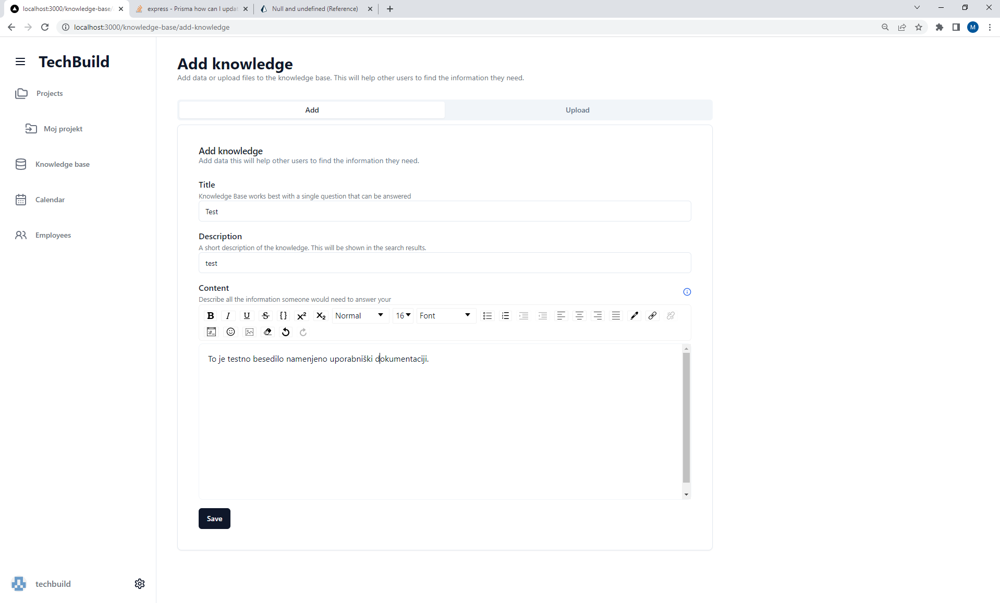 localhost:3000/knowledge-base/
express - Prisma how can I updat
Null and undefined (Reference)
localhost:3000/knowledge-base/add-knowledge
M
TechBuild
Projects
Moj projekt
Knowledge base
Calendar
Employees
techbuild
Add knowledge
Add data or upload files to the knowledge base. This will help other users to find the information they need.
Add
Upload
Add knowledge
Add data this will help other users to find the information they need.
Title
Knowledge Base works best with a single question that can be answered
Test
Description
A short description of the knowledge. This will be shown in the search results.
test
Content
Describe all the information someone would need to answer your
B I U S {} X² X₂ Normal 16 Font
To je testno besedilo namenjeno uporabniški dokumentaciji.
Save